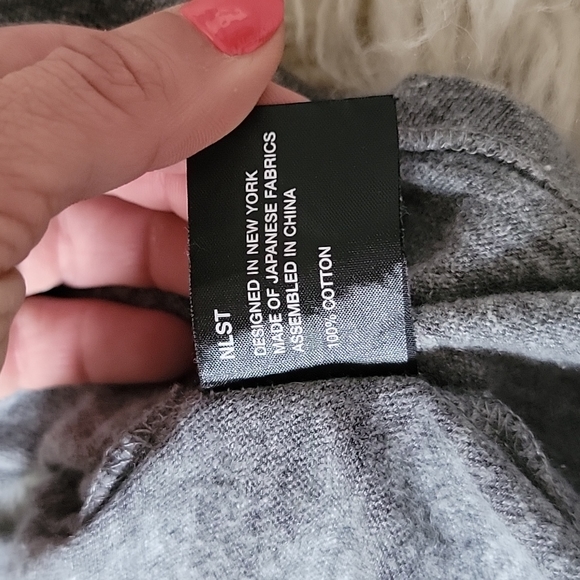 NLST
DESIGNED IN NEW YORK
MADE OF JAPANESE FABRICS
ASSEMBLED IN CHINA
100% COTTON